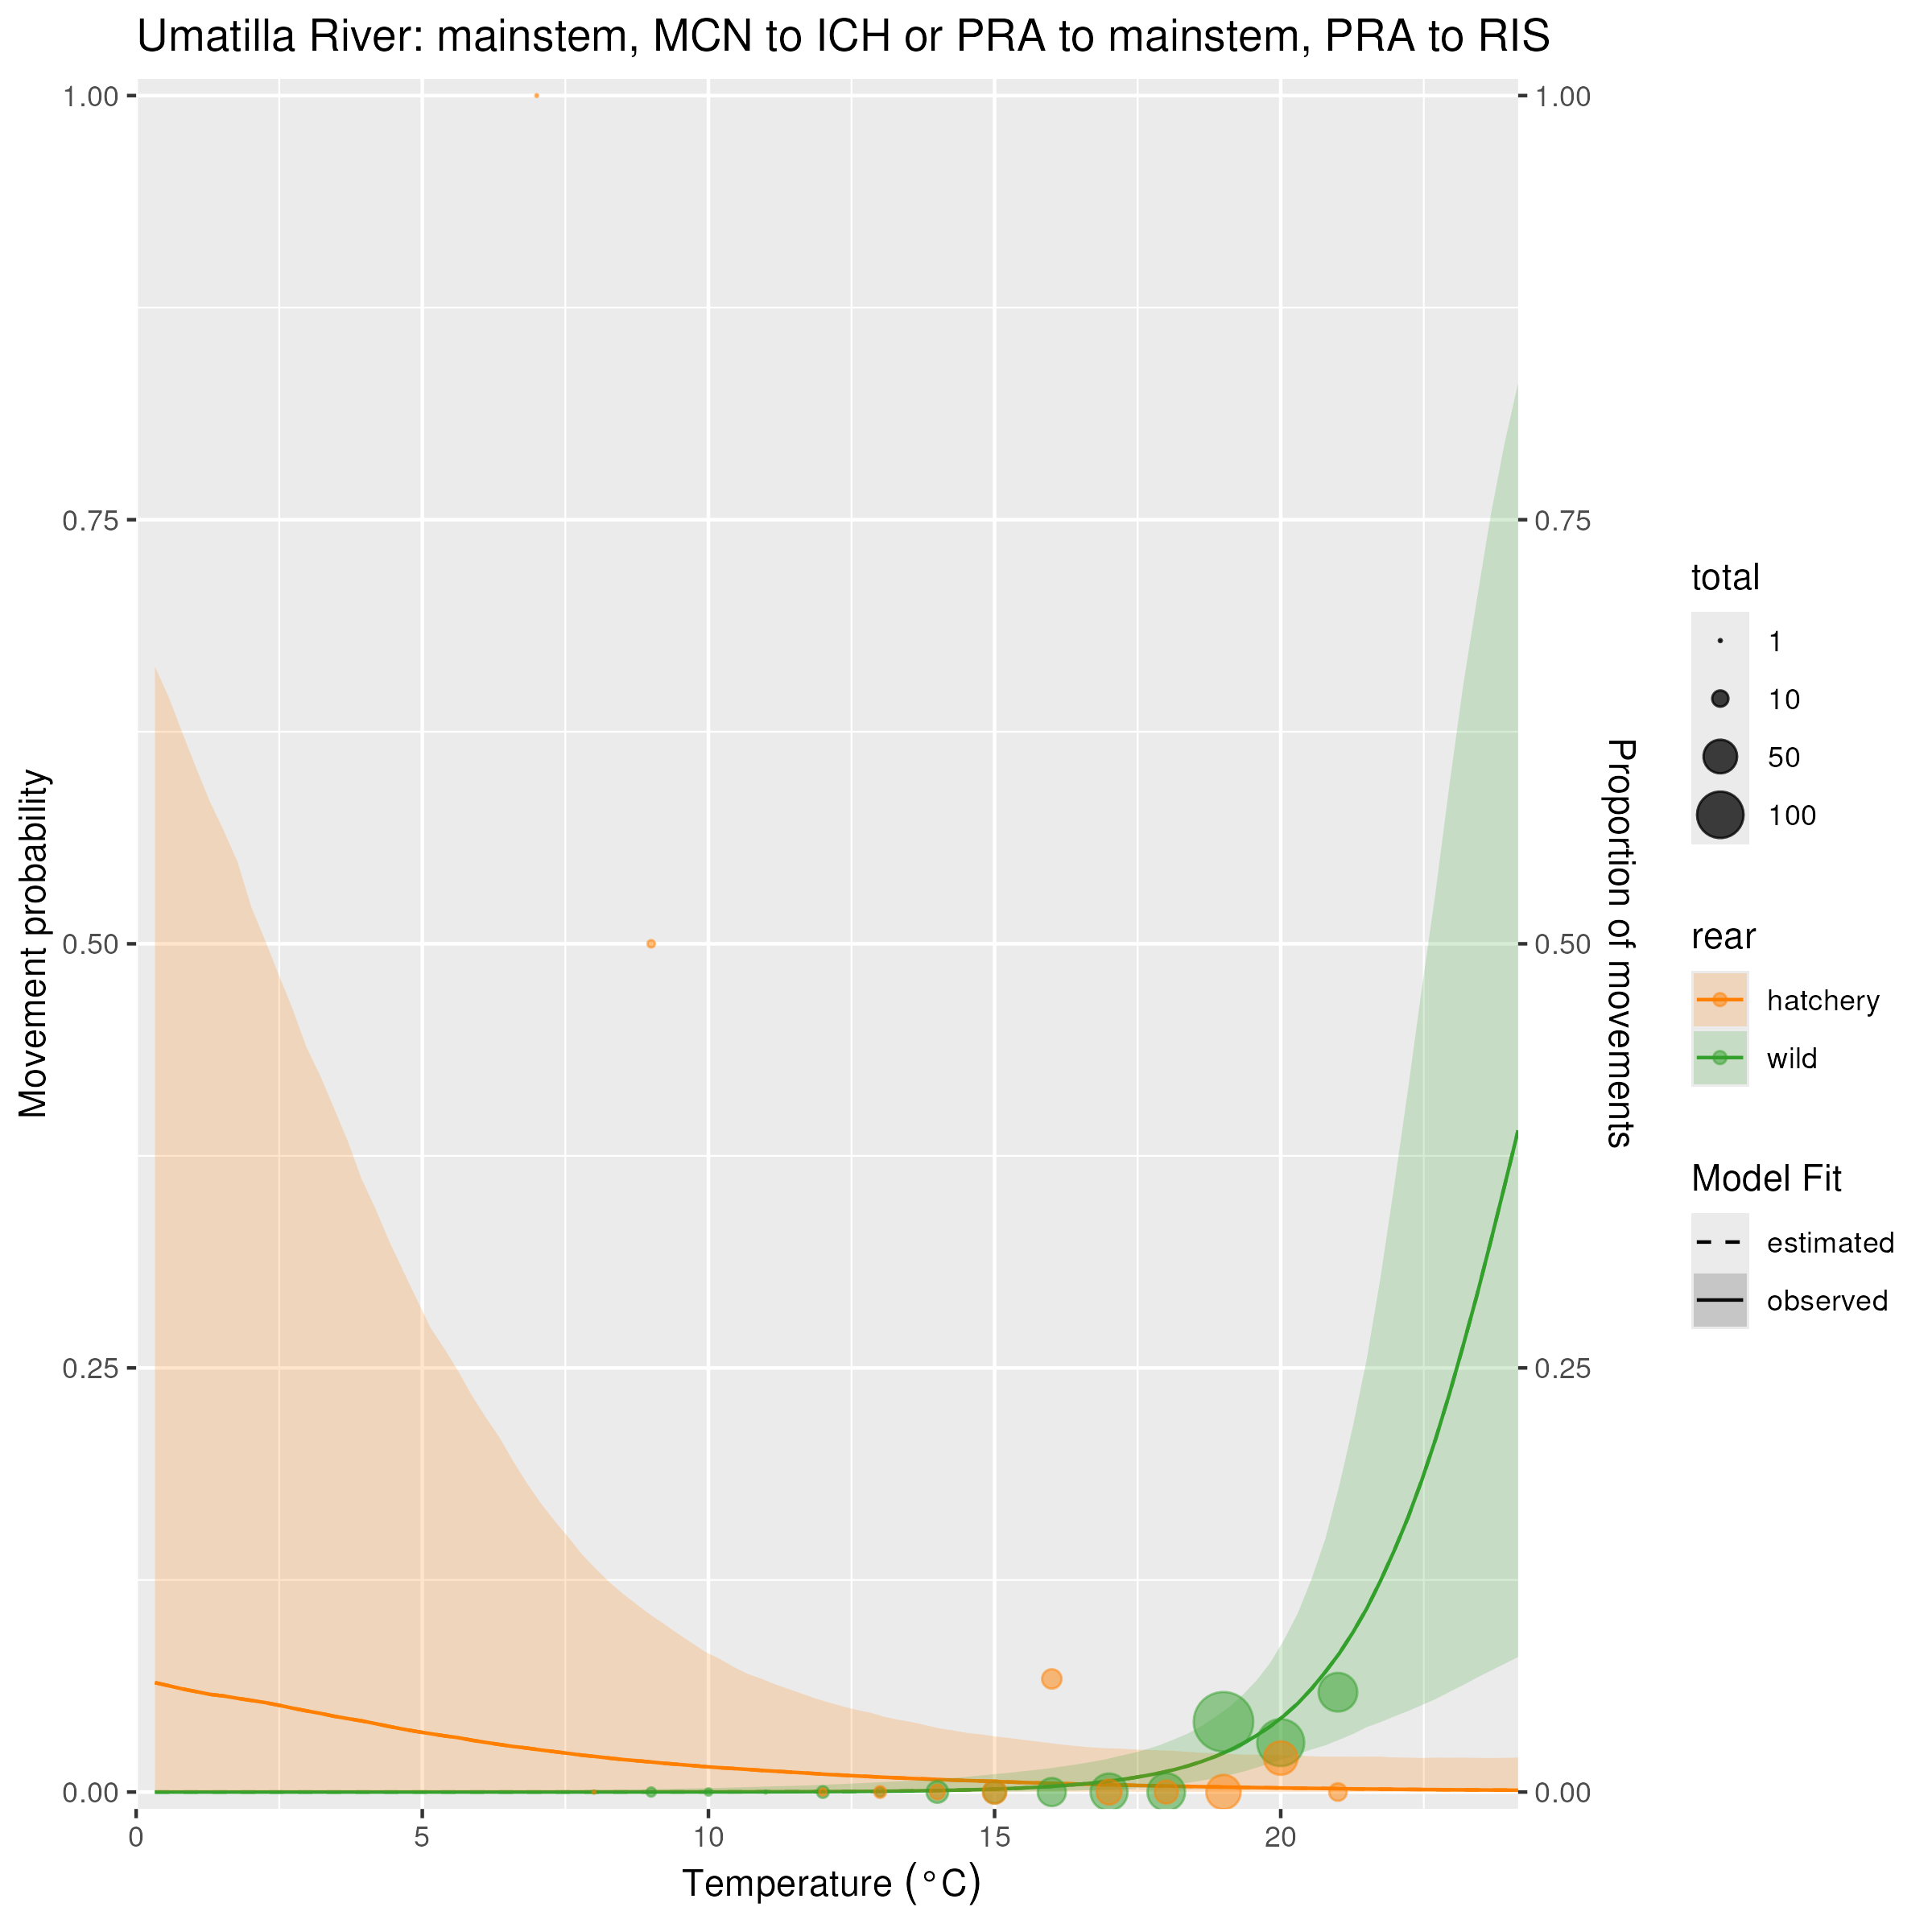 Umatilla River: mainstem, MCN to ICH or PRA to mainstem, PRA to RIS
Movement probability
1.00
0.75
0.50
0.25
0.00
0
5
10
15
20
Temperature (°C)
1.00
0.75
0.50
0.25
0.00
Proportion of movements
total
1
10
50
100
rear
hatchery
wild
Model Fit
estimated
observed